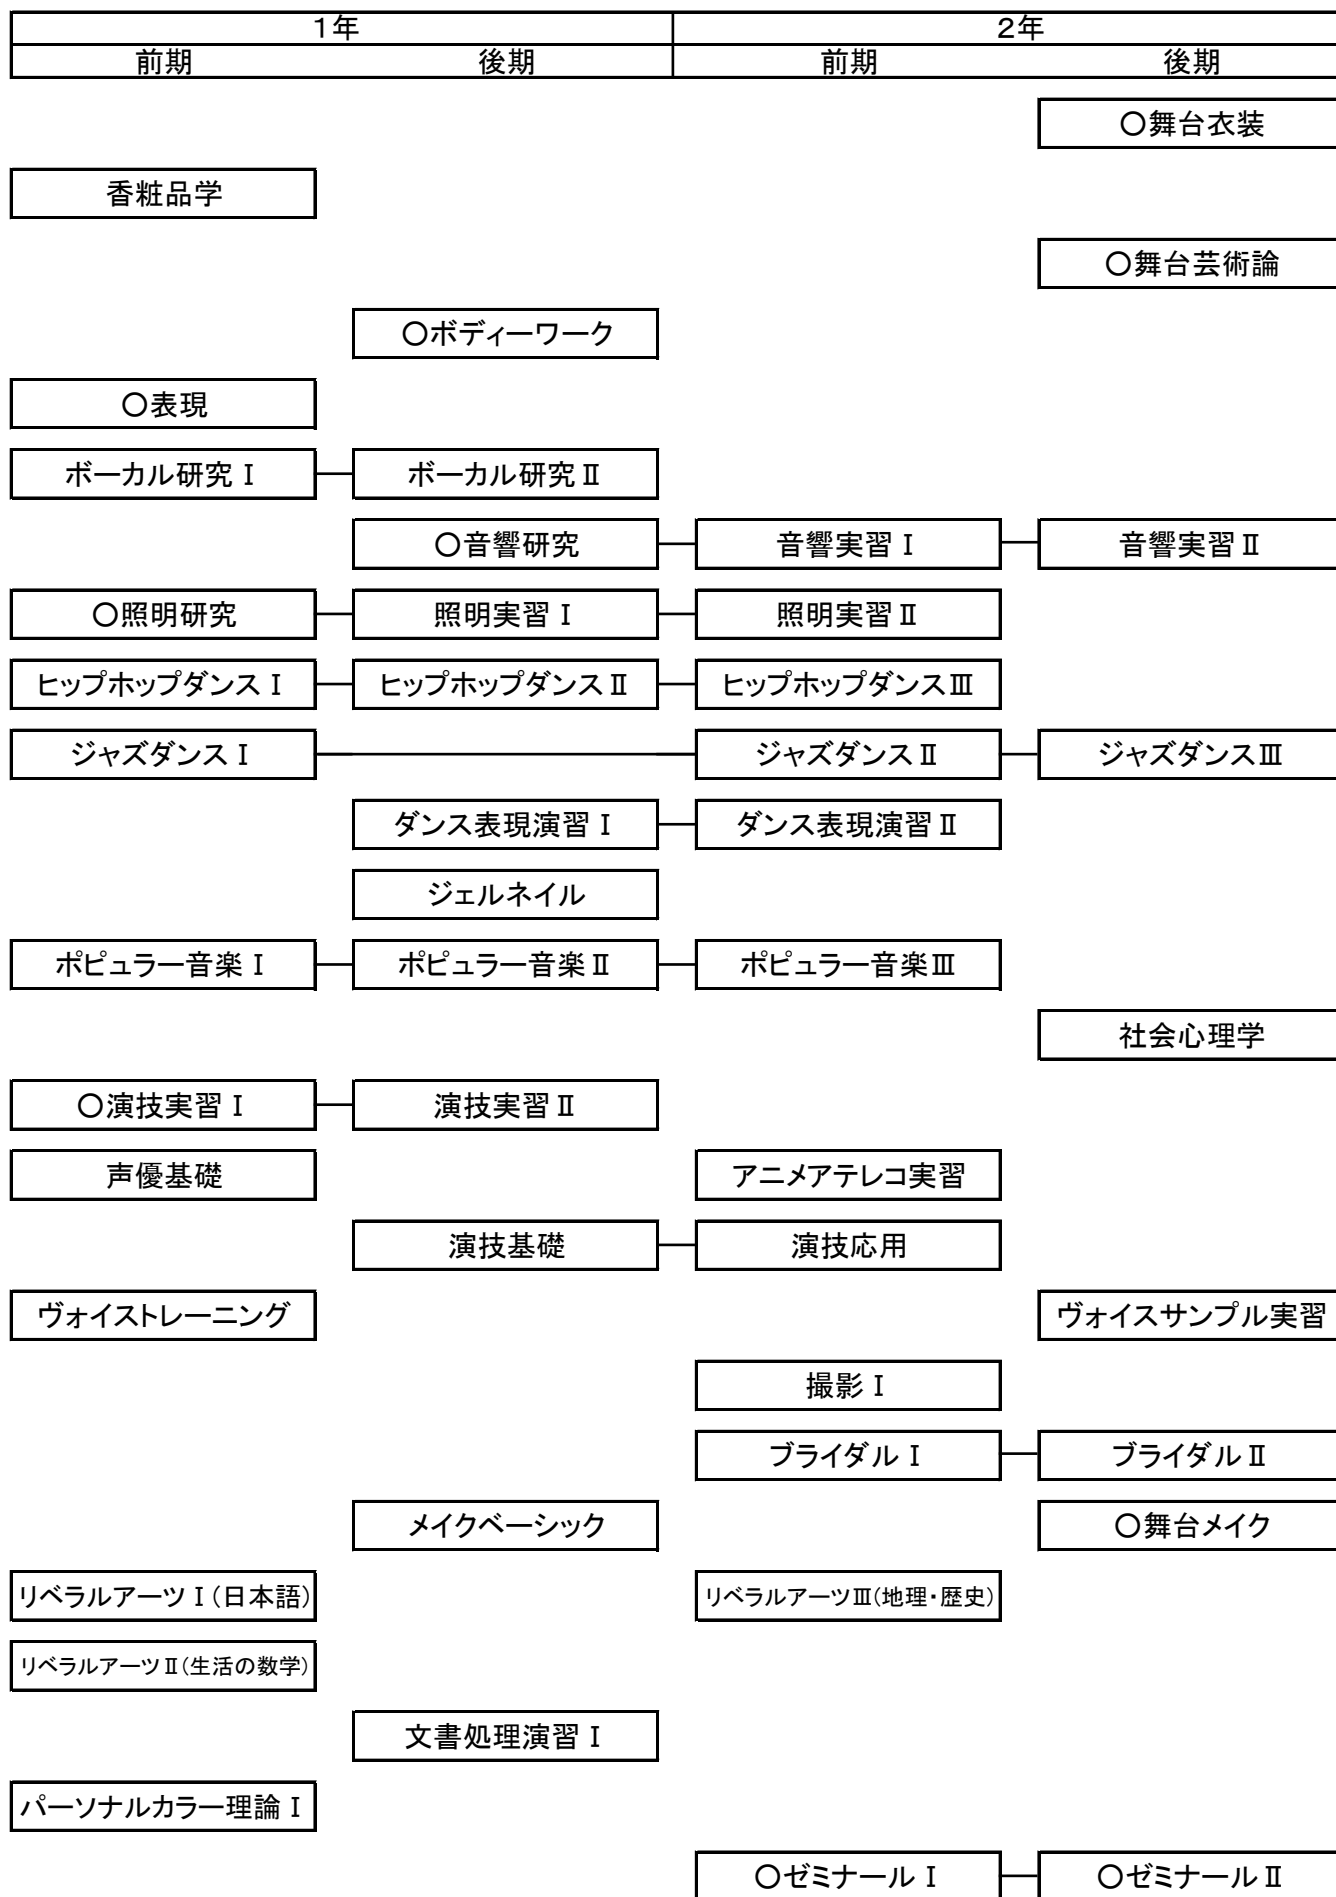 1年 2年
前期 後期 前期 後期
○舞台衣装
香粧品学
○舞台芸術論
○ボディーワーク
○表現
ボーカル研究Ⅰ ボーカル研究Ⅱ
○音響研究 音響実習Ⅰ 音響実習Ⅱ
○照明研究 照明実習Ⅰ 照明実習Ⅱ
ヒップホップダンスⅠ ヒップホップダンスⅡ ヒップホップダンスⅢ
ジャズダンスⅠ ジャズダンスⅡ ジャズダンスⅢ
ダンス表現演習Ⅰ ダンス表現演習Ⅱ
ジェルネイル
ポピュラー音楽Ⅰ ポピュラー音楽Ⅱ ポピュラー音楽Ⅲ
社会心理学
○演技実習Ⅰ 演技実習Ⅱ
声優基礎 アニメアテレコ実習
演技基礎 演技応用
ヴォイストレーニング ヴォイスサンプル実習
撮影Ⅰ
ブライダルⅠ ブライダルⅡ
メイクベーシック ○舞台メイク
リベラルアーツⅠ(日本語) リベラルアーツⅢ(地理・歴史)
リベラルアーツⅡ(生活の数学)
文書処理演習Ⅰ
パーソナルカラー理論Ⅰ
○ゼミナールⅠ ○ゼミナールⅡ